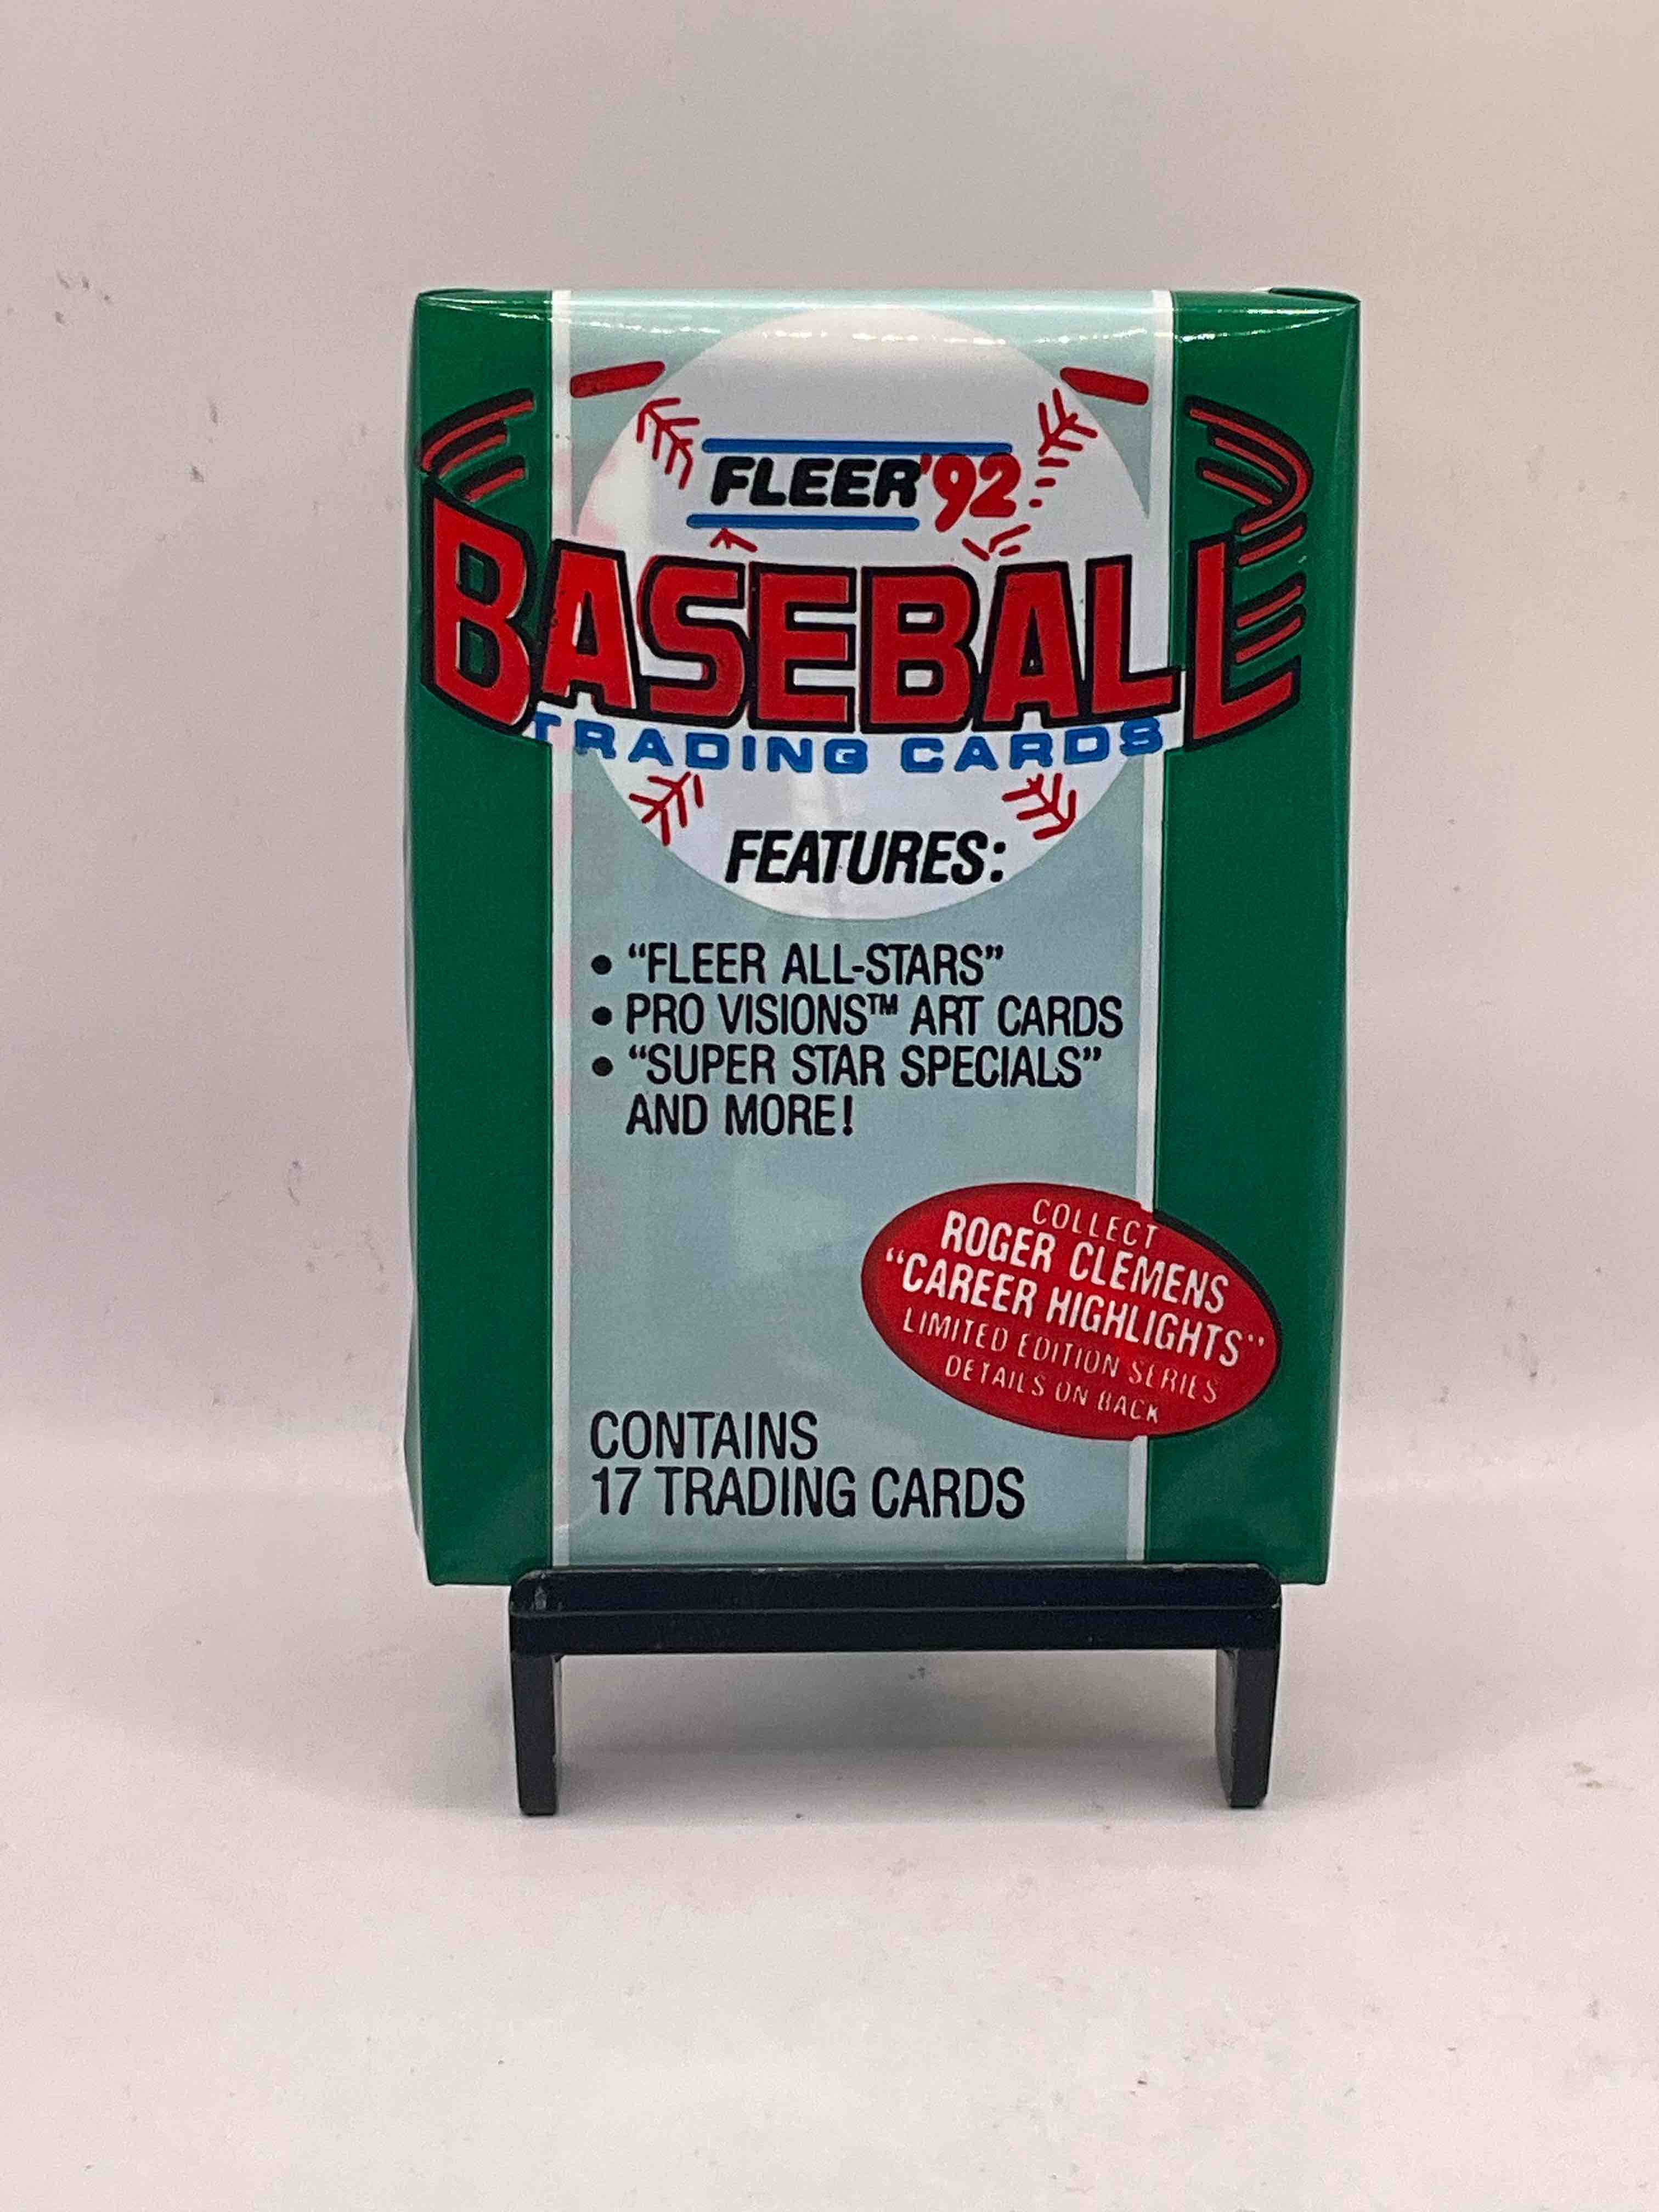 FLEER '92
BASEBALL
TRADING CARDS
FEATURES:
• “FLEER ALL-STARS”
• PRO VISIONS™ ART CARDS
• “SUPER STAR SPECIALS”
AND MORE!
COLLECT
ROGER CLEMENS
“CAREER HIGHLIGHTS”
LIMITED EDITION SERIES
DETAILS ON BACK
CONTAINS
17 TRADING CARDS